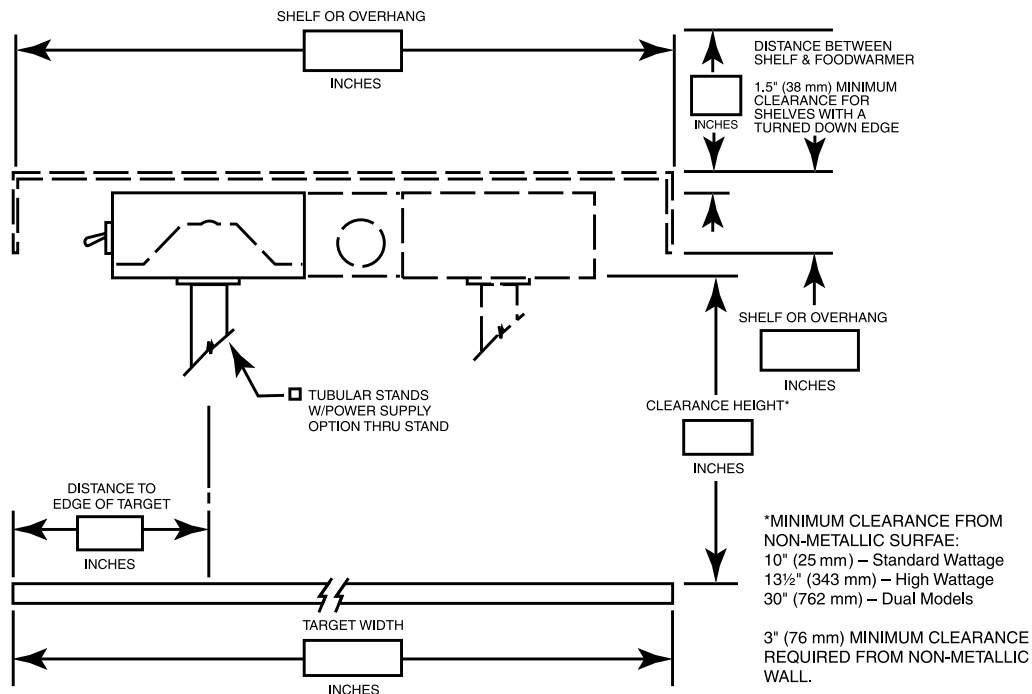 SHELF OR OVERHANG
INCHES
DISTANCE BETWEEN
SHELF & FOODWARMER
1.5" (38 mm) MINIMUM
CLEARANCE FOR
SHELVES WITH A
TURNED DOWN EDGE
INCHES
SHELF OR OVERHANG
INCHES
TUBULAR STANDS
W/POWER SUPPLY
OPTION THRU STAND
CLEARANCE HEIGHT*
INCHES
DISTANCE TO
EDGE OF TARGET
INCHES
*MINIMUM CLEARANCE FROM
NON-METALLIC SURFAE:
10" (25 mm) – Standard Wattage
13½" (343 mm) – High Wattage
30" (762 mm) – Dual Models
3" (76 mm) MINIMUM CLEARANCE
REQUIRED FROM NON-METALLIC
WALL.
TARGET WIDTH
INCHES